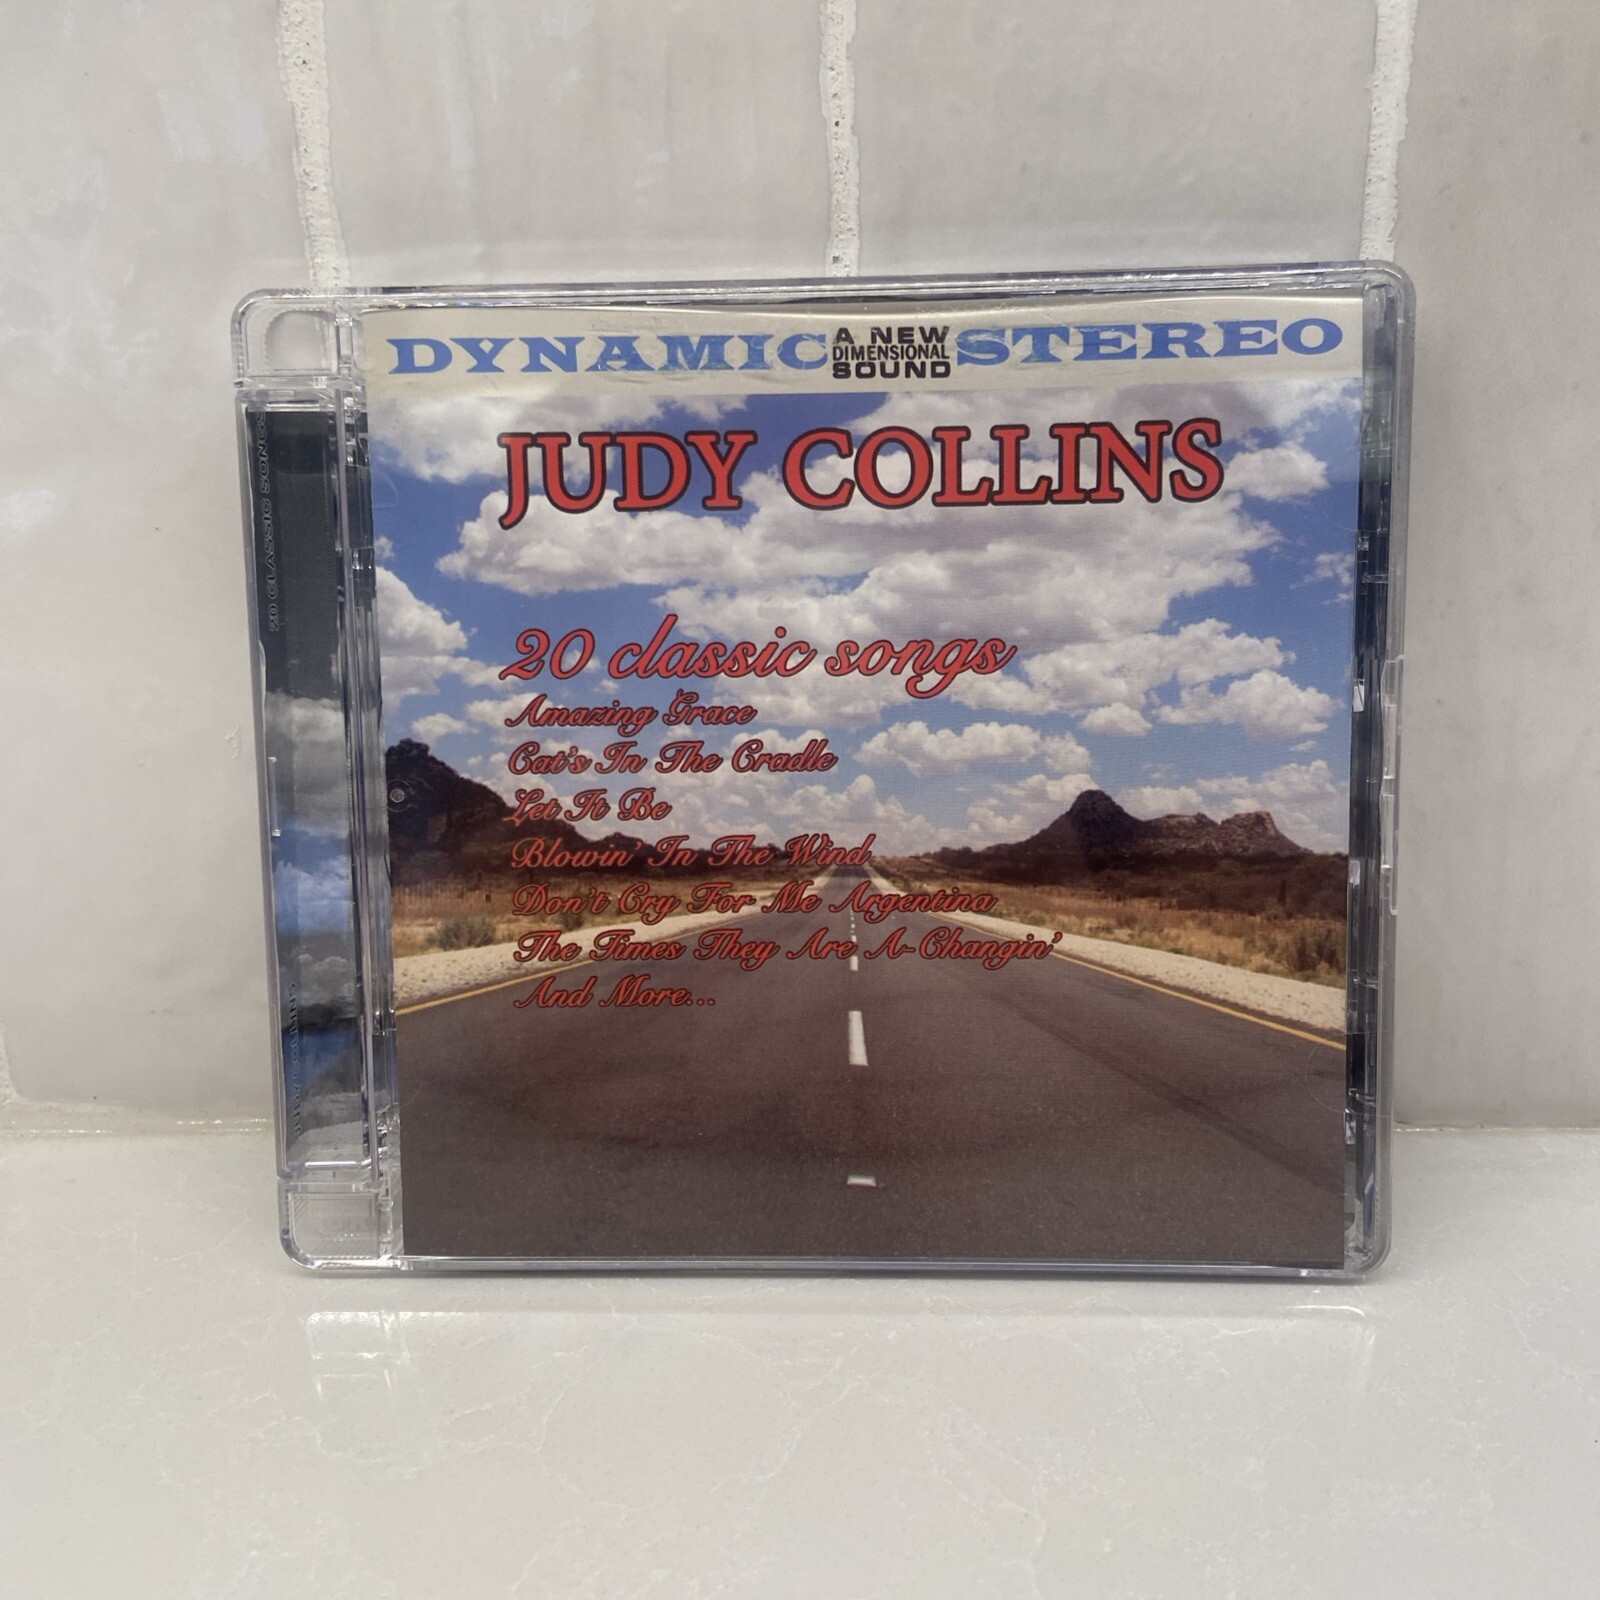 DYNAMIC A NEW DIMENSIONAL SOUND STEREO
JUDY COLLINS
20 classic songs
Amazing Grace
Cat's In The Cradle
Let It Be
Blowin' In The Wind
Don't Cry For Me Argentina
The Times They Are A-Changin'
And More...
20 CLASSIC SONGS
JUDY COLLINS